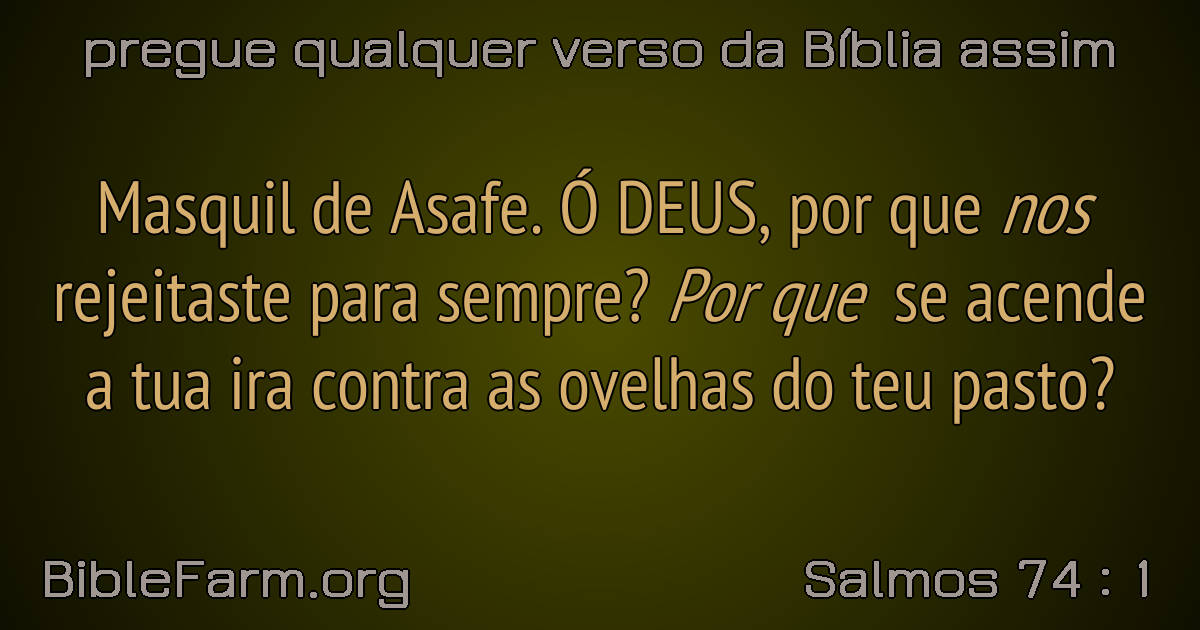 pregue qualquer verso da Bíblia assim
Masquil de Asafe. Ó DEUS, por que nos
rejeitaste para sempre? Por que se acende
a tua ira contra as ovelhas do teu pasto?
BibleFarm.org
Salmos 74 : 1